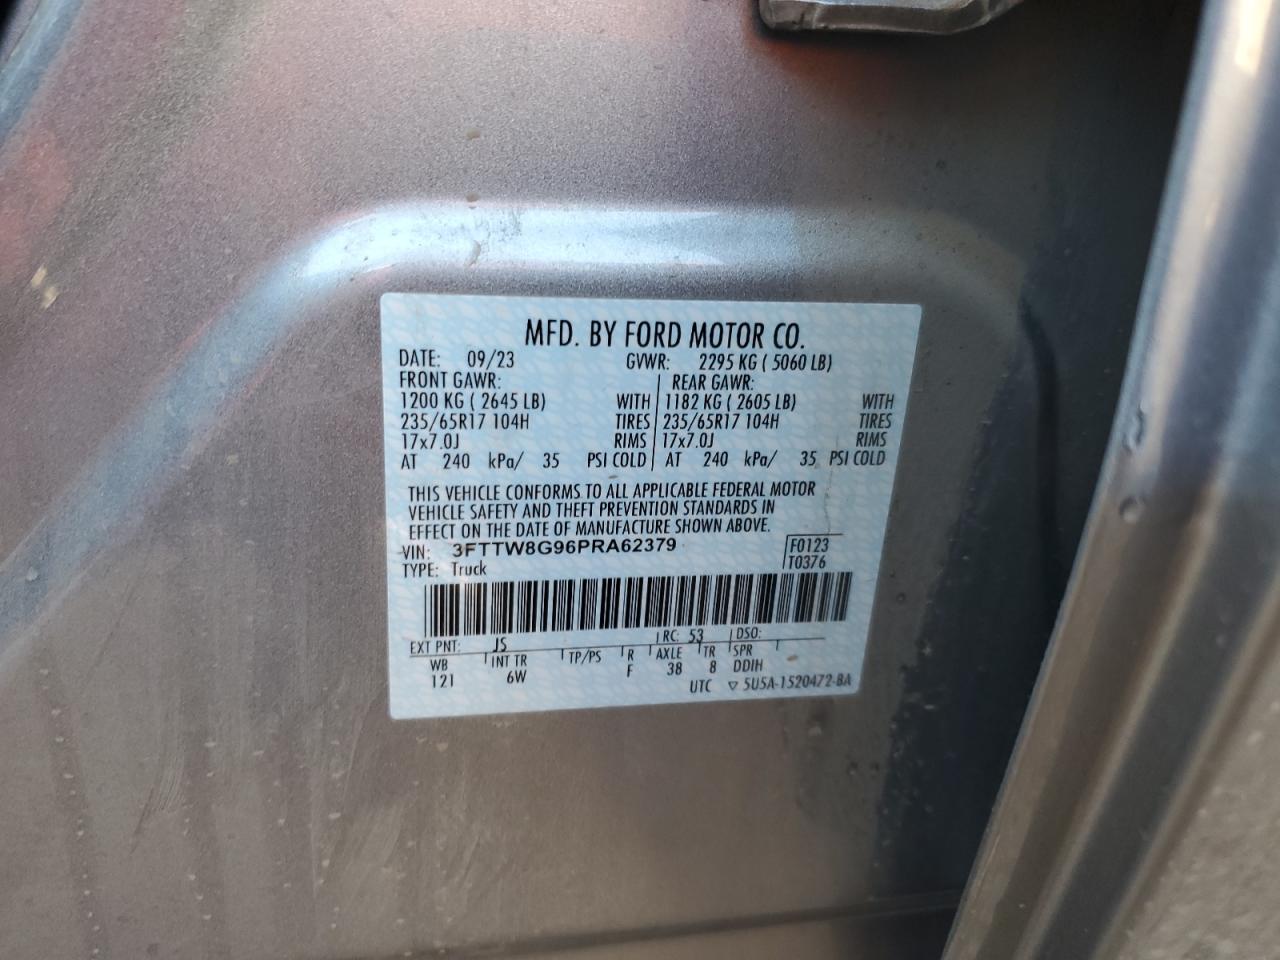 MFD. BY FORD MOTOR CO.
DATE: 09/23 GVWR: 2295 KG ( 5060 LB)
FRONT GAWR: REAR GAWR:
1200 KG ( 2645 LB) WITH 1182 KG ( 2605 LB) WITH
235/65R17 104H TIRES 235/65R17 104H TIRES
17x7.0J RIMS 17x7.0J RIMS
AT 240 kPa/ 35 PSI COLD AT 240 kPa/ 35 PSI COLD
THIS VEHICLE CONFORMS TO ALL APPLICABLE FEDERAL MOTOR
VEHICLE SAFETY AND THEFT PREVENTION STANDARDS IN
EFFECT ON THE DATE OF MANUFACTURE SHOWN ABOVE.
VIN: 3FTTW8G96PRA62379 F0123
TYPE: Truck T0376
EXT PNT: JS RC: 53 DSO:
WB INT TR TP/PS R AXLE TR SPR
121 6W F 38 8 DDIH
UTC ▽ 5U5A-1520472-BA